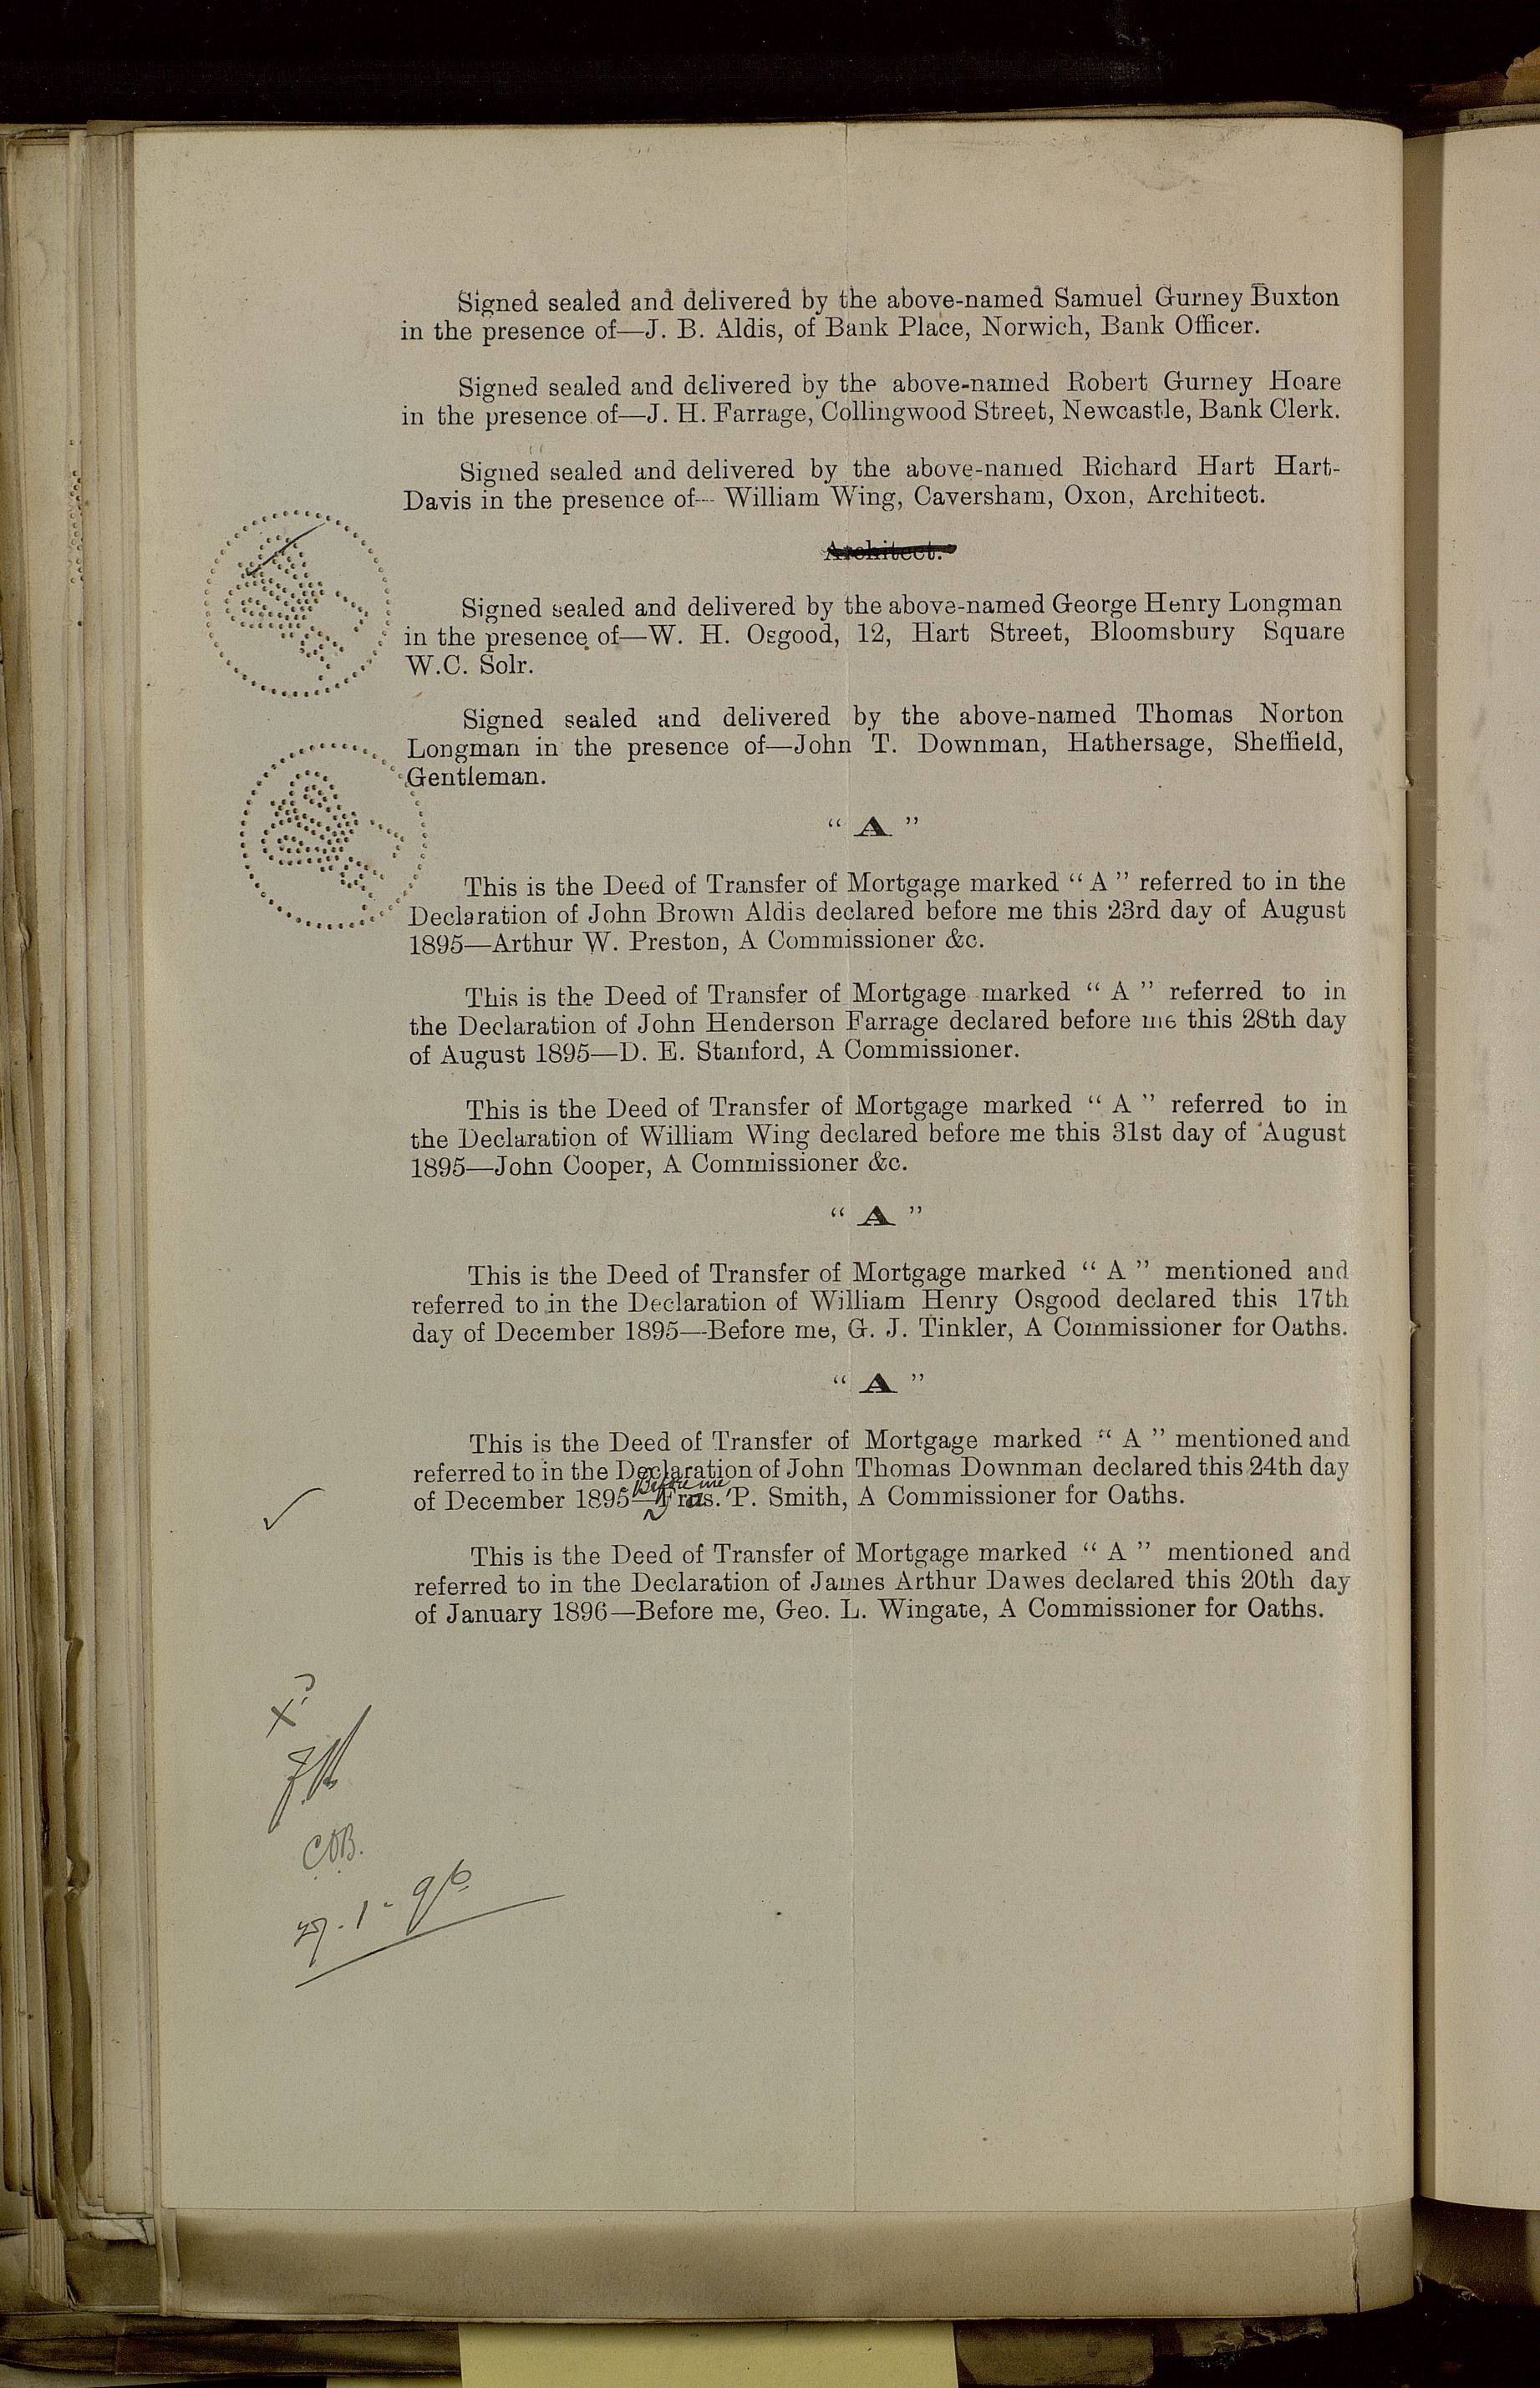 Signed sealed and delivered by the above-named Samuel Gurney Buxton
in the presence of—J. B. Aldis, of Bank Place, Norwich, Bank Officer.
Signed sealed and delivered by the above-named Robert Gurney Hoare
in the presence of—J. H. Farrage, Collingwood Street, Newcastle, Bank Clerk.
Signed sealed and delivered by the above-named Richard Hart Hart-
Davis in the presence of— William Wing, Caversham, Oxon, Architect.
Architect.
Signed sealed and delivered by the above-named George Henry Longman
in the presence of—W. H. Osgood, 12, Hart Street, Bloomsbury Square
W.C. Solr.
Signed sealed and delivered by the above-named Thomas Norton
Longman in the presence of—John T. Downman, Hathersage, Sheffield,
Gentleman.
“ A ”
This is the Deed of Transfer of Mortgage marked “ A ” referred to in the
Declaration of John Brown Aldis declared before me this 23rd day of August
1895—Arthur W. Preston, A Commissioner &c.
This is the Deed of Transfer of Mortgage marked “ A ” referred to in
the Declaration of John Henderson Farrage declared before me this 28th day
of August 1895—D. E. Stanford, A Commissioner.
This is the Deed of Transfer of Mortgage marked “ A ” referred to in
the Declaration of William Wing declared before me this 31st day of August
1895—John Cooper, A Commissioner &c.
“ A ”
This is the Deed of Transfer of Mortgage marked “ A ” mentioned and
referred to in the Declaration of William Henry Osgood declared this 17th
day of December 1895—Before me, G. J. Tinkler, A Commissioner for Oaths.
“ A ”
This is the Deed of Transfer of Mortgage marked “ A ” mentioned and
referred to in the Declaration of John Thomas Downman declared this 24th day
Before me,
of December 1895—Fras. P. Smith, A Commissioner for Oaths.
This is the Deed of Transfer of Mortgage marked “ A ” mentioned and
referred to in the Declaration of James Arthur Dawes declared this 20th day
of January 1896—Before me, Geo. L. Wingate, A Commissioner for Oaths.
X
CDB.
27-1-96